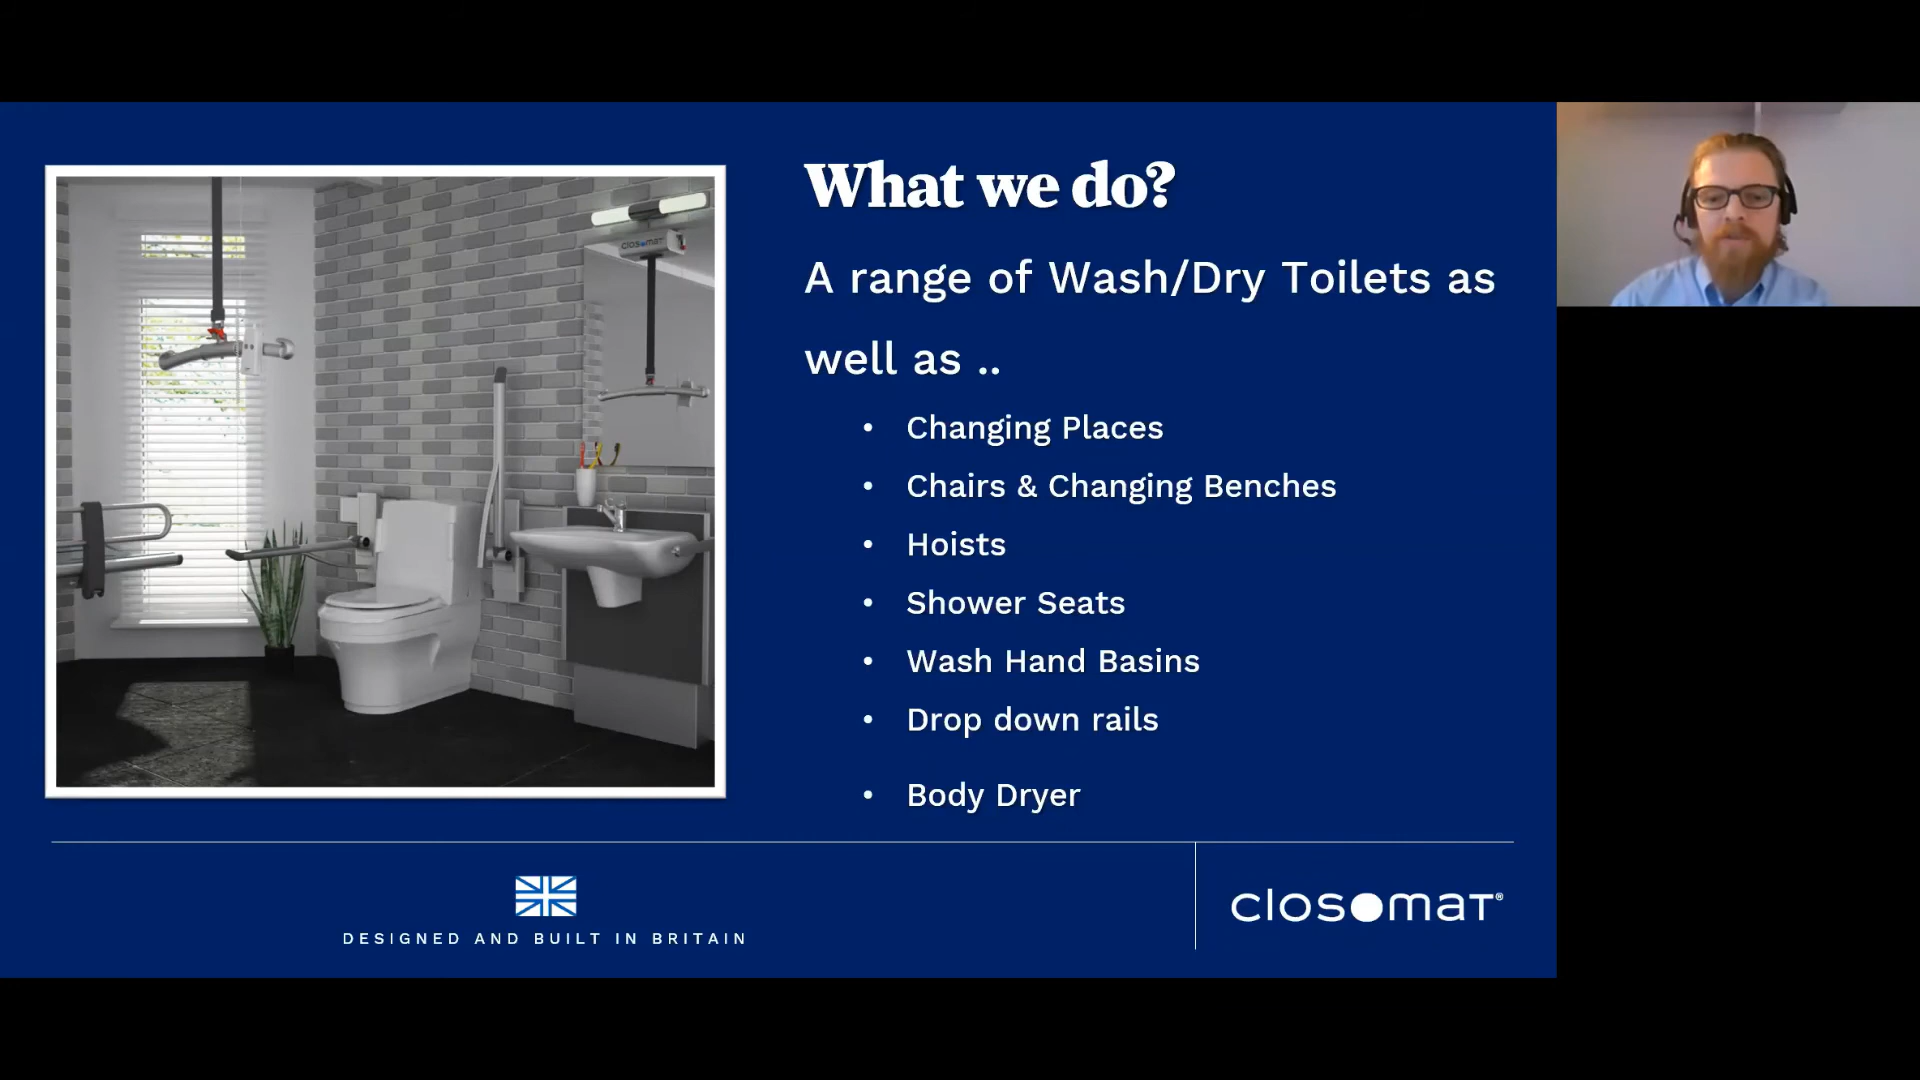 What we do?
A range of Wash/Dry Toilets as
well as ..
• Changing Places
• Chairs & Changing Benches
• Hoists
• Shower Seats
• Wash Hand Basins
• Drop down rails
• Body Dryer
closomat
DESIGNED AND BUILT IN BRITAIN
closomat®